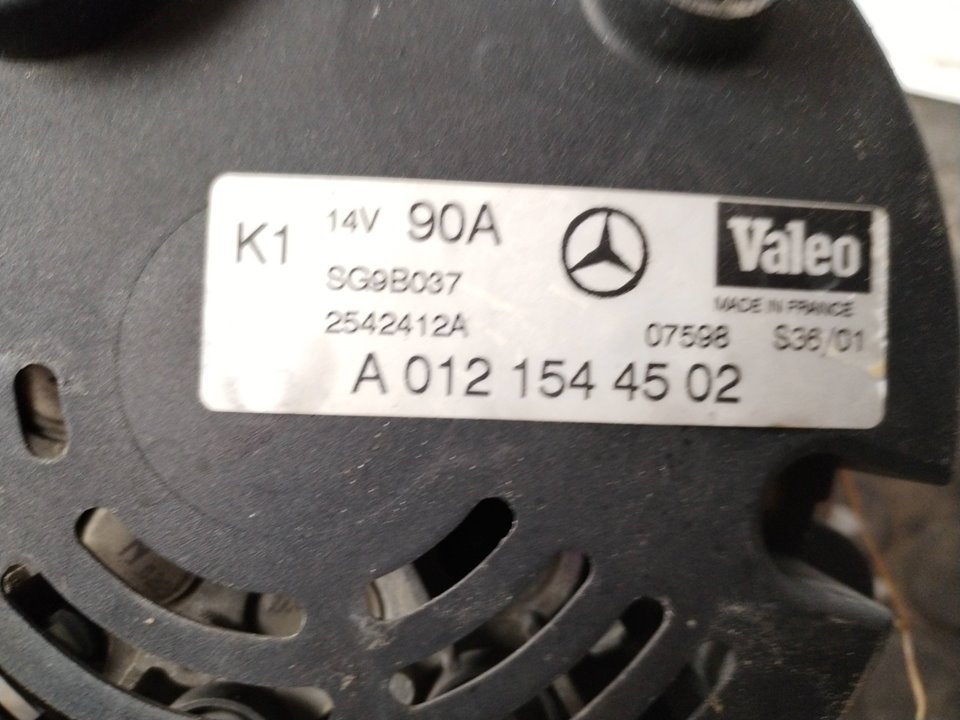 K1 14V 90A Valeo
MADE IN FRANCE
SG9B037
2542412A 07598 S36/01
A 012 154 45 02